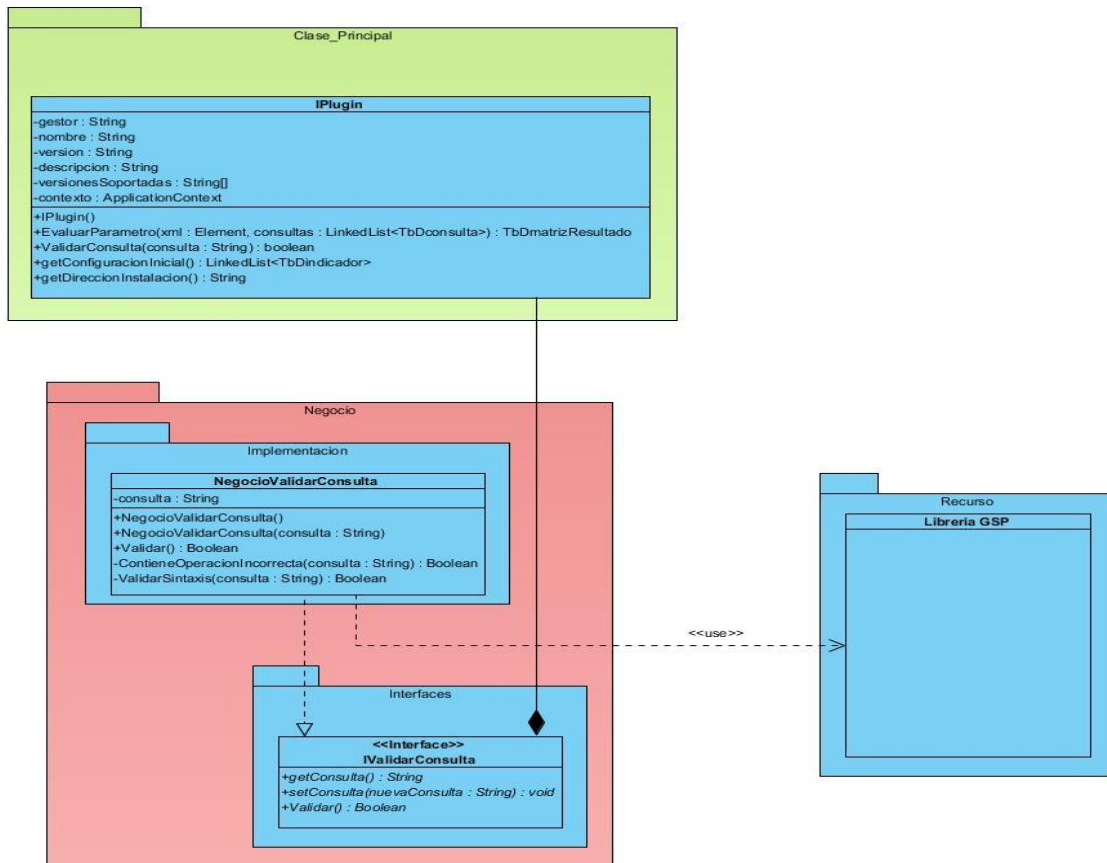 Clase_Principal
IPlugin
-gestor : String
-nombre : String
-version : String
-descripcion : String
-versionesSoportadas : String[]
-contexto : ApplicationContext
+IPlugin()
+EvaluarParametro(xml : Element, consultas : LinkedList<TbDconsulta>) : TbDmatrizResultado
+ValidarConsulta(consulta : String) : boolean
+getConfiguracionInicial() : LinkedList<TbDindicador>
+getDireccionInstalacion() : String
Negocio
Implementacion
NegocioValidarConsulta
-consulta : String
+NegocioValidarConsulta()
+NegocioValidarConsulta(consulta : String)
+Validar() : Boolean
-ContieneOperacionIncorrecta(consulta : String) : Boolean
-ValidarSintaxis(consulta : String) : Boolean
<<use>>
Recurso
Libreria GSP
Interfaces
<<Interface>>
IValidarConsulta
+getConsulta() : String
+setConsulta(nuevaConsulta : String) : void
+Validar() : Boolean